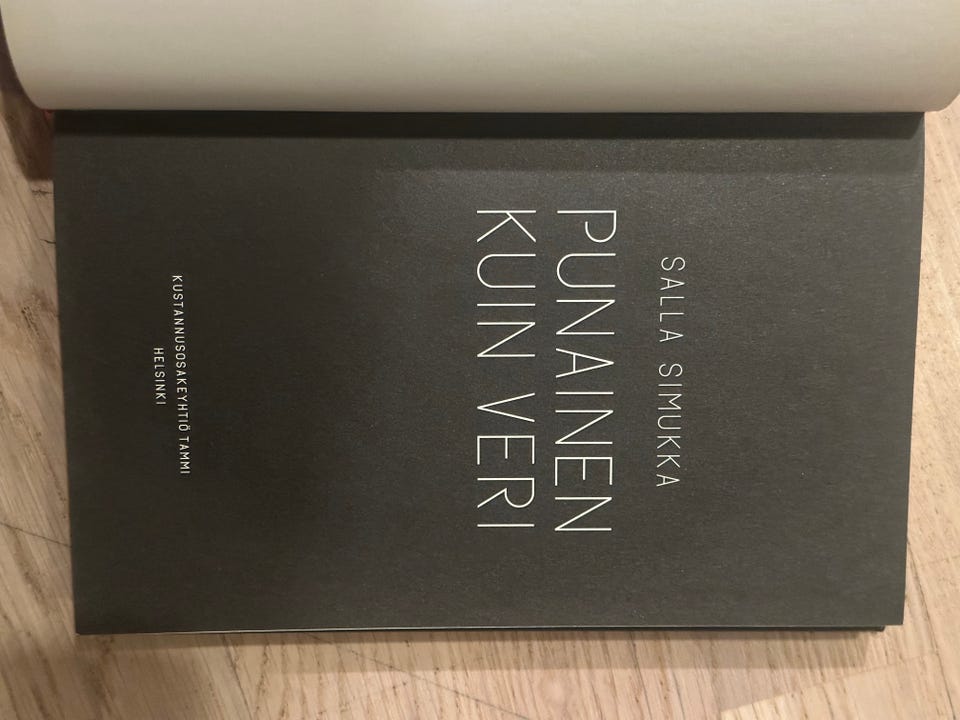 SALLA SIMUKKA
PUNAINEN
KUIN VERI
KUSTANNUSOSAKEYHTIÖ TAMMI
HELSINKI